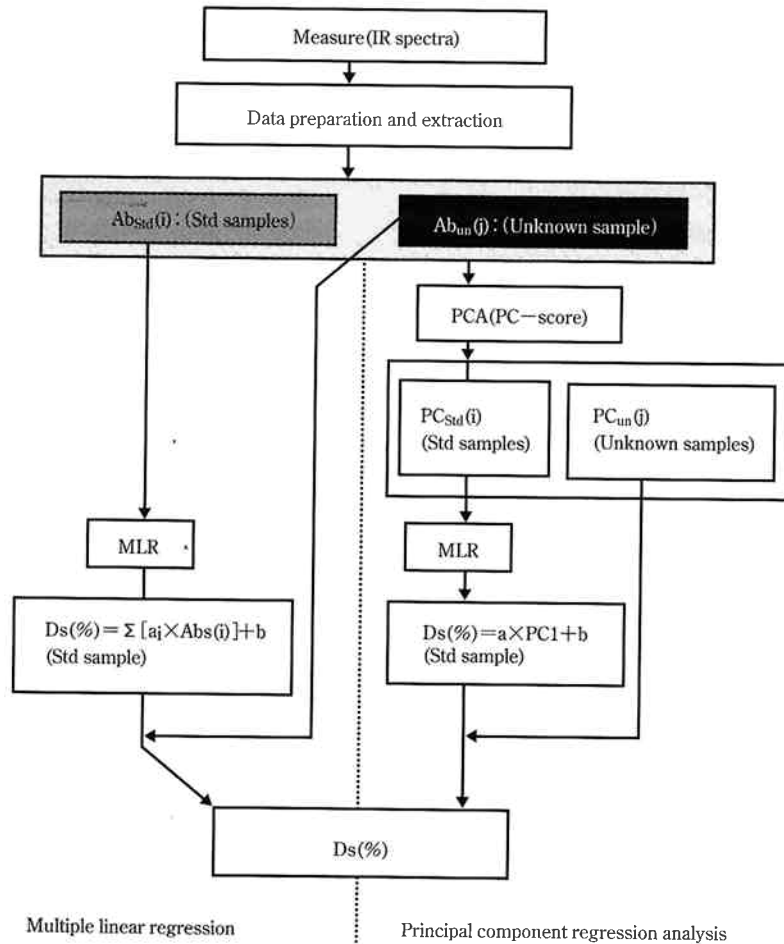 Measure(IR spectra)
Data preparation and extraction
Ab_Std(i):(Std samples)
Ab_un(j):(Unknown sample)
PCA(PC−score)
PC_Std(i)
(Std samples)
PC_un(j)
(Unknown samples)
MLR
MLR
Ds(%)=Σ[a_i×Abs(i)]+b
(Std sample)
Ds(%)=a×PC1+b
(Std sample)
Ds(%)
Multiple linear regression
Principal component regression analysis